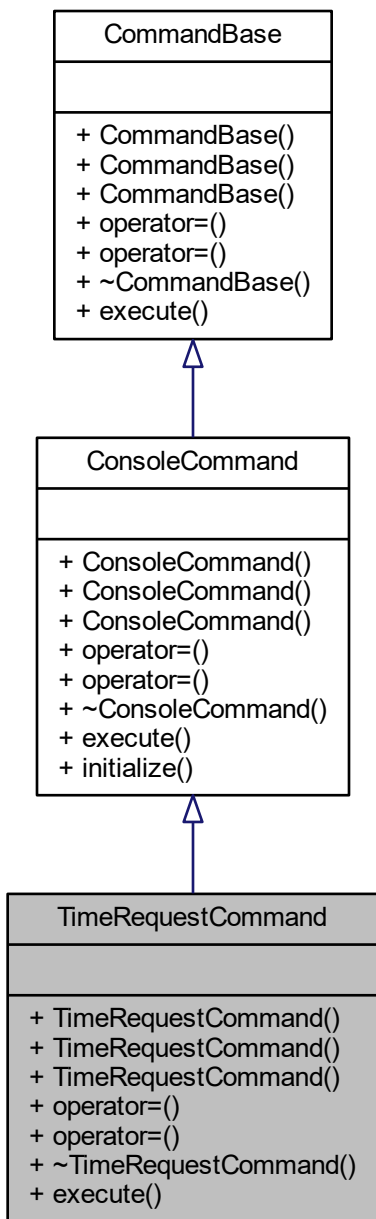 CommandBase
+ CommandBase()
+ CommandBase()
+ CommandBase()
+ operator=()
+ operator=()
+ ~CommandBase()
+ execute()
ConsoleCommand
+ ConsoleCommand()
+ ConsoleCommand()
+ ConsoleCommand()
+ operator=()
+ operator=()
+ ~ConsoleCommand()
+ execute()
+ initialize()
TimeRequestCommand
+ TimeRequestCommand()
+ TimeRequestCommand()
+ TimeRequestCommand()
+ operator=()
+ operator=()
+ ~TimeRequestCommand()
+ execute()